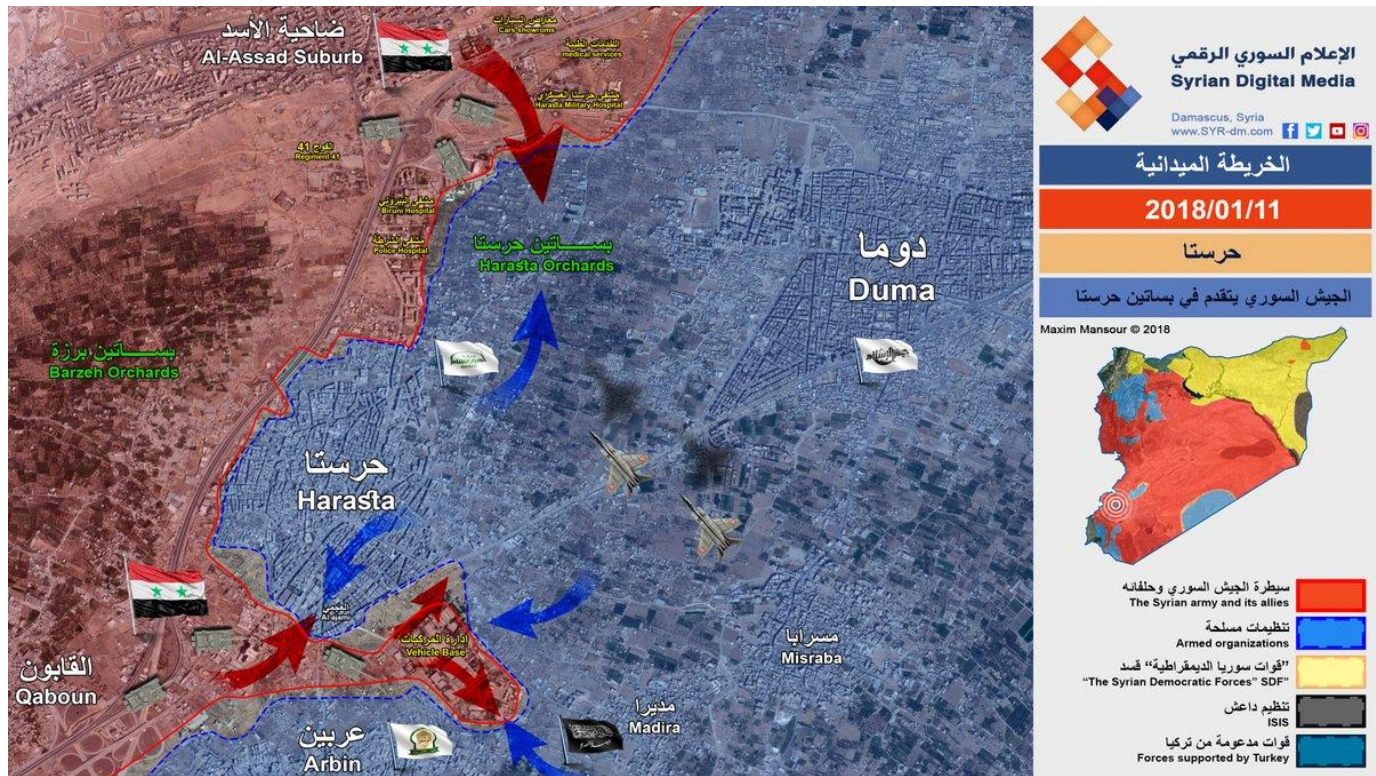 ضاحية الأسد
Al-Assad Suburb
معارض السيارات
Cars showroms
الخدمات الطبية
medical services
مشفى حرستا العسكري
Harasta Military Hospital
الفوج 41
Regiment 41
مشفى البيروني
Biruni Hospital
مشفى الشرطة
Police Hospital
بساتين حرستا
Harasta Orchards
دوما
Duma
بساتين برزة
Barzeh Orchards
حرستا
Harasta
العجمي
Al ajami
ادارة المركبات
Vehicle Base
القابون
Qaboun
مسرابا
Misraba
مديرا
Madira
عربين
Arbin
جيش الإسلام
الإعلام السوري الرقمي
Syrian Digital Media
Damascus, Syria
www.SYR-dm.com
الخريطة الميدانية
2018/01/11
حرستا
الجيش السوري يتقدم في بساتين حرستا
Maxim Mansour © 2018
سيطرة الجيش السوري وحلفائه
The Syrian army and its allies
تنظيمات مسلحة
Armed organizations
"قوات سوريا الديمقراطية" قسد
"The Syrian Democratic Forces" SDF"
تنظيم داعش
ISIS
قوات مدعومة من تركيا
Forces supported by Turkey